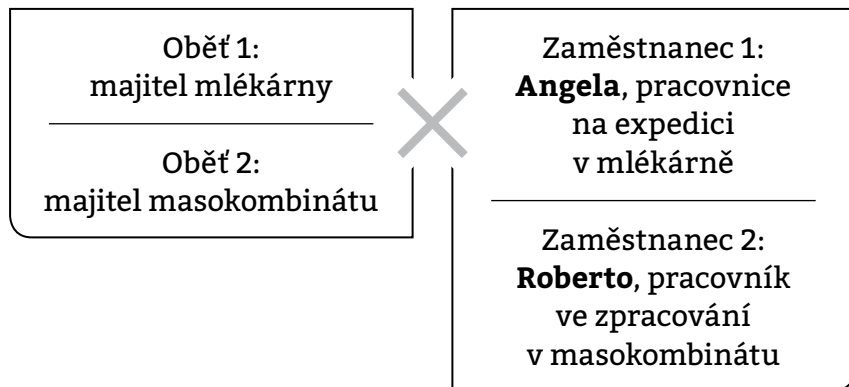 Oběť 1:
majitel mlékárny
Oběť 2:
majitel masokombinátu
Zaměstnanec 1:
Angela, pracovnice
na expedici
v mlékárně
Zaměstnanec 2:
Roberto, pracovník
ve zpracování
v masokombinátu